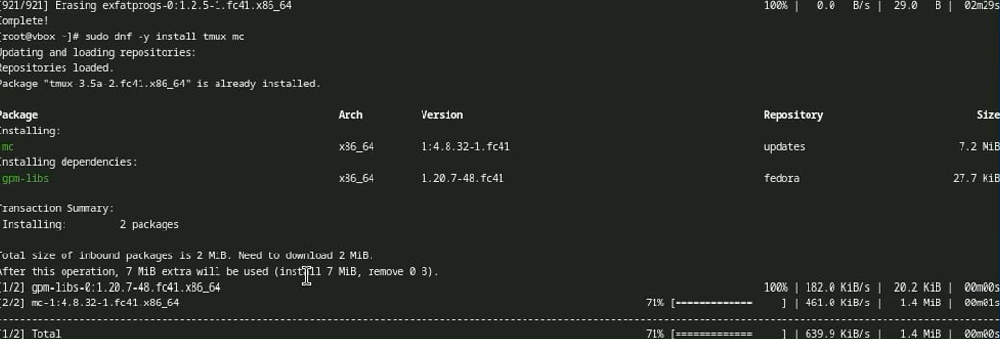 [921/921] Erasing exfatprogs-0:1.2.5-1.fc41.x86_64 100% | 0.0 B/s | 29.0 B | 02m29s
Complete!
[root@vbox ~]# sudo dnf -y install tmux mc
Updating and loading repositories:
Repositories loaded.
Package "tmux-3.5a-2.fc41.x86_64" is already installed.
Package Arch Version Repository Size
Installing:
mc x86_64 1:4.8.32-1.fc41 updates 7.2 MiB
Installing dependencies:
gpm-libs x86_64 1.20.7-48.fc41 fedora 27.7 KiB
Transaction Summary:
Installing: 2 packages
Total size of inbound packages is 2 MiB. Need to download 2 MiB.
After this operation, 7 MiB extra will be used (install 7 MiB, remove 0 B).
[1/2] gpm-libs-0:1.20.7-48.fc41.x86_64 100% | 182.0 KiB/s | 20.2 KiB | 00m00s
[2/2] mc-1:4.8.32-1.fc41.x86_64 71% [============= ] | 461.0 KiB/s | 1.4 MiB | 00m01s
--------------------------------------------------------------------------------
[1/2] Total 71% [============= ] | 639.9 KiB/s | 1.4 MiB | 00m00s